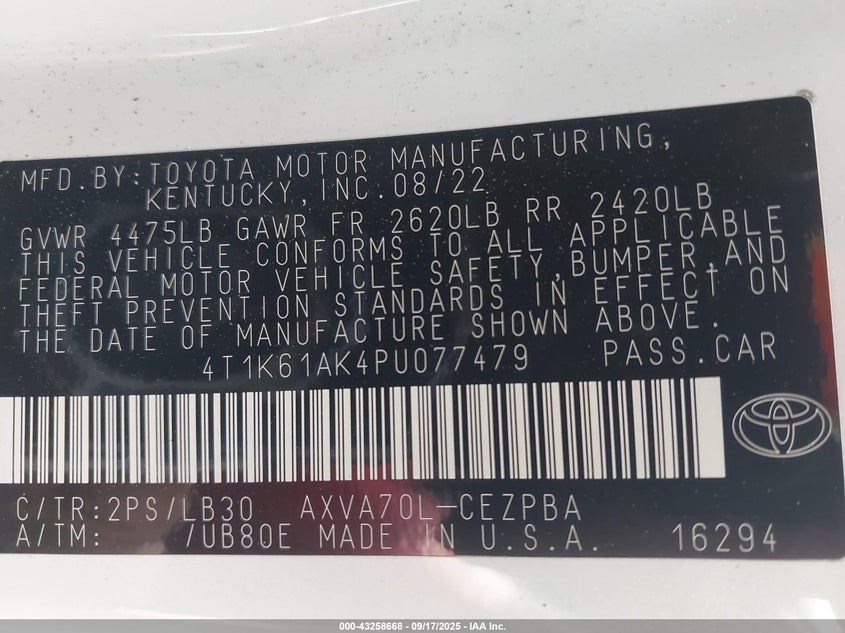 MFD.BY:TOYOTA MOTOR MANUFACTURING,
KENTUCKY,INC.08/22
GVWR 4475LB GAWR FR 2620LB RR 2420LB
THIS VEHICLE CONFORMS TO ALL APPLICABLE
FEDERAL MOTOR VEHICLE SAFETY,BUMPER,AND
THEFT PREVENTION STANDARDS IN EFFECT ON
THE DATE OF MANUFACTURE SHOWN ABOVE.
4T1K61AK4PU077479 PASS.CAR
C/TR:2PS/LB30 AXVA70L-CEZPBA
A/TM: /UB80E MADE IN U.S.A. 16294
000-43258668 - 09/17/2025 - IAA Inc.